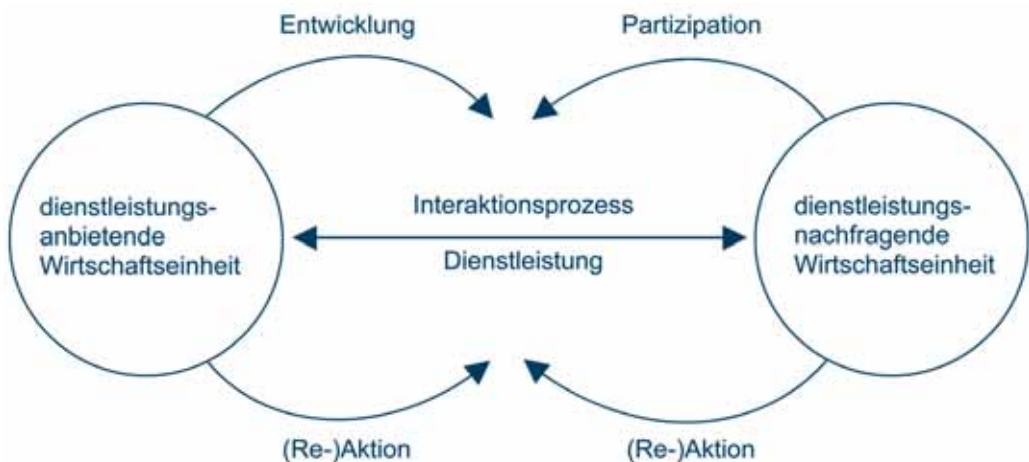 Entwicklung
Partizipation
dienstleistungs-
anbietende
Wirtschaftseinheit
Interaktionsprozess
Dienstleistung
dienstleistungs-
nachfragende
Wirtschaftseinheit
(Re-)Aktion
(Re-)Aktion